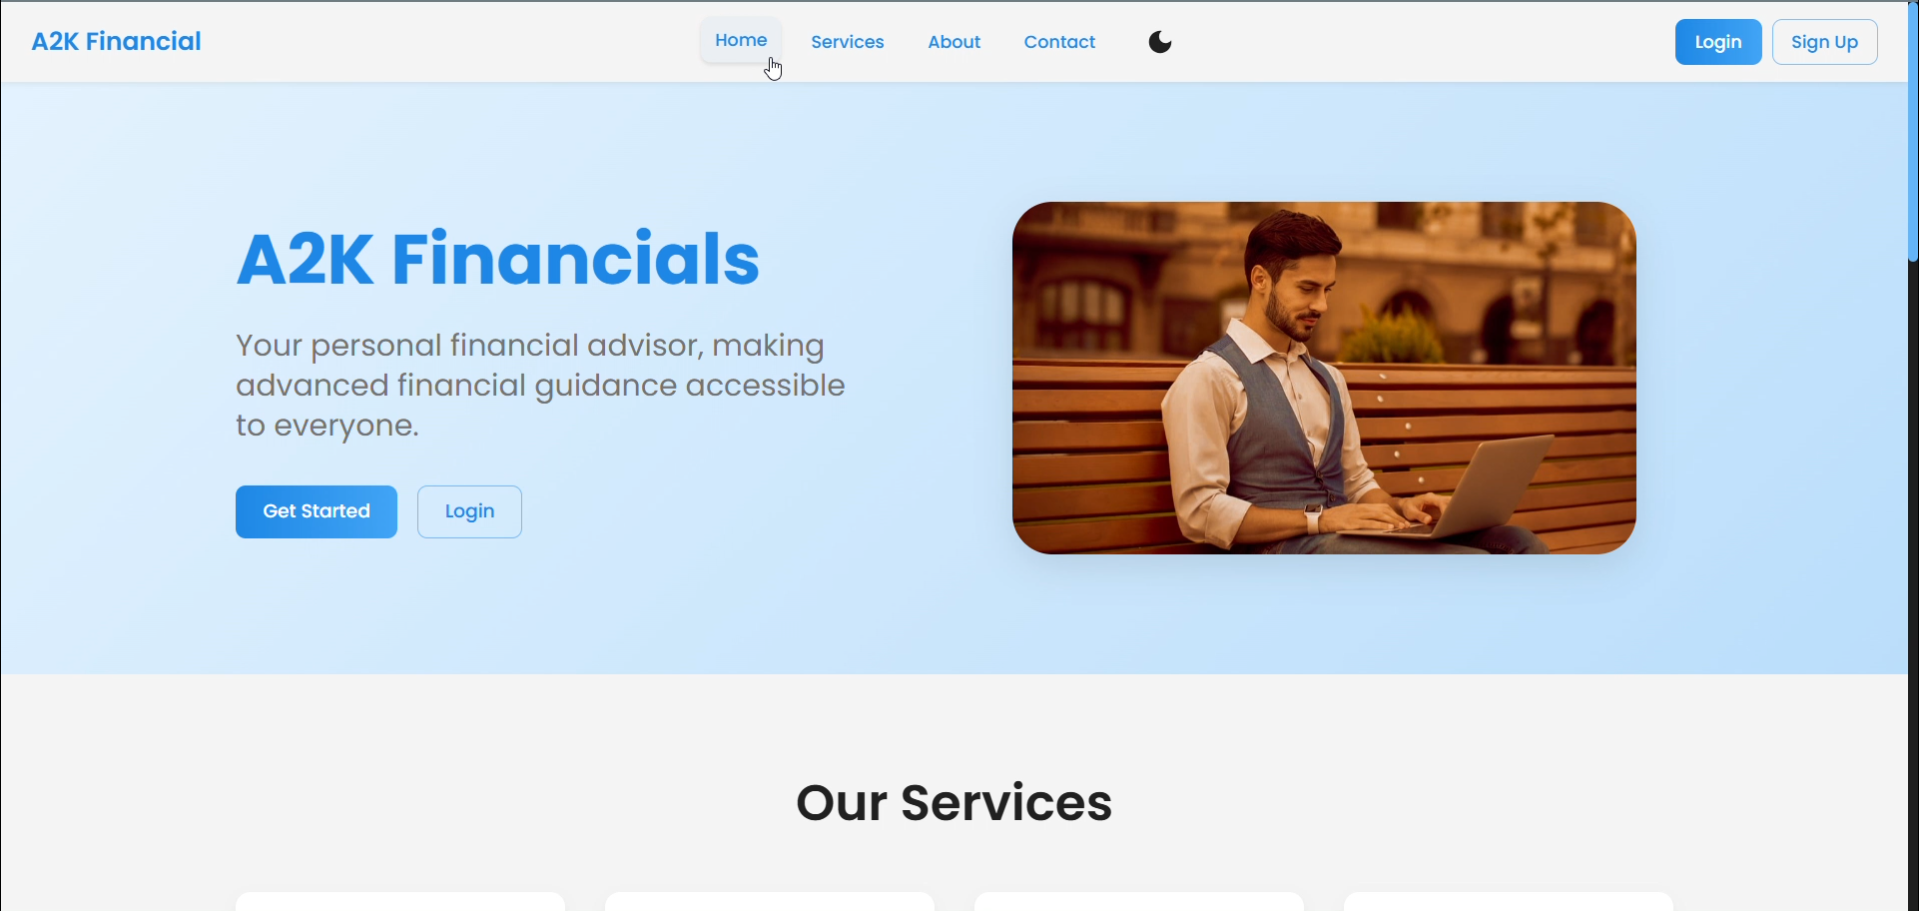 A2K Financial
Home
Services
About
Contact
Login
Sign Up
A2K Financials
Your personal financial advisor, making
advanced financial guidance accessible
to everyone.
Get Started
Login
Our Services